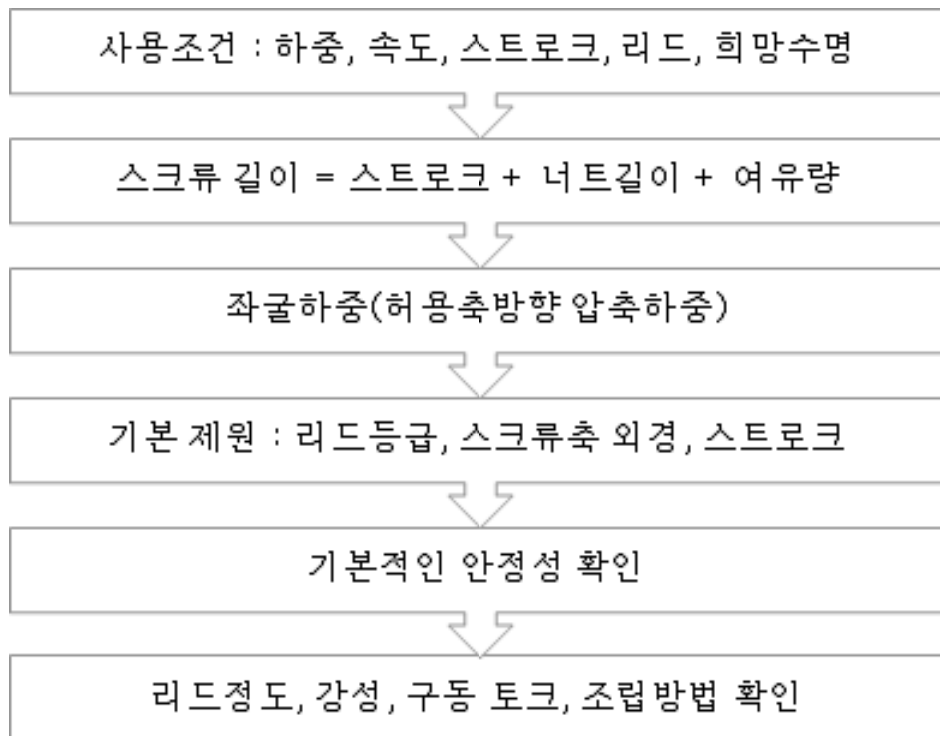 사용조건 : 하중, 속도, 스트로크, 리드, 희망수명
스크류 길이 = 스트로크 + 너트길이 + 여유량
좌굴하중(허용축방향 압축하중)
기본 제원 : 리드등급, 스크류축 외경, 스트로크
기본적인 안정성 확인
리드정도, 강성, 구동 토크, 조립방법 확인